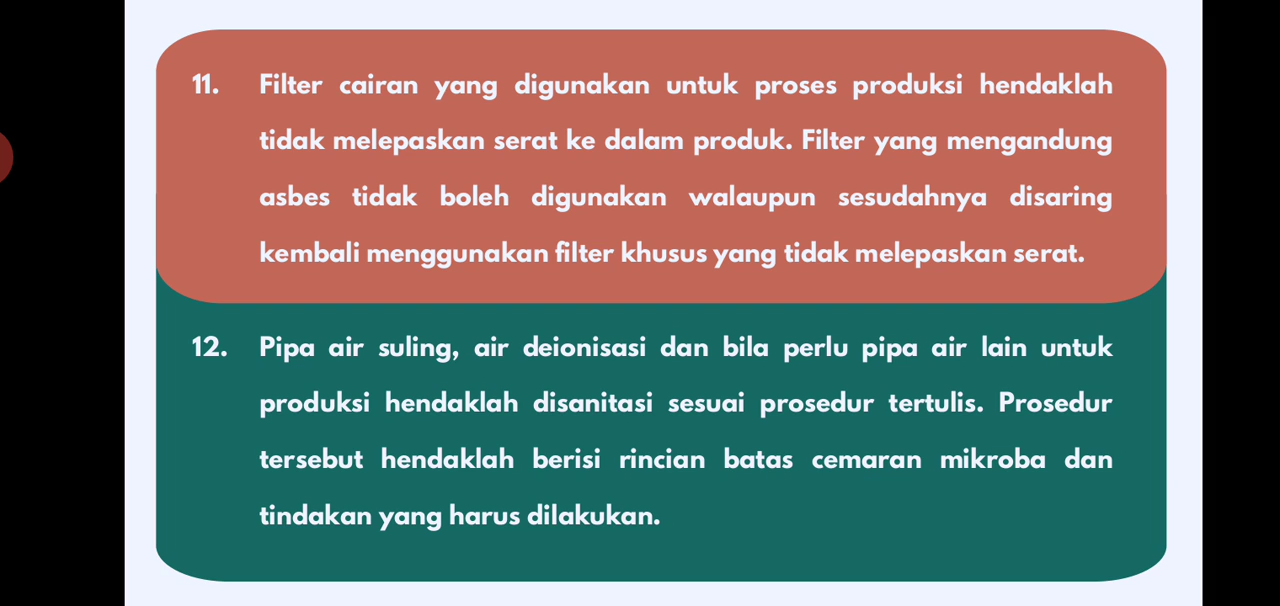 11. Filter cairan yang digunakan untuk proses produksi hendaklah
tidak melepaskan serat ke dalam produk. Filter yang mengandung
asbes tidak boleh digunakan walaupun sesudahnya disaring
kembali menggunakan filter khusus yang tidak melepaskan serat.
12. Pipa air suling, air deionisasi dan bila perlu pipa air lain untuk
produksi hendaklah disanitasi sesuai prosedur tertulis. Prosedur
tersebut hendaklah berisi rincian batas cemaran mikroba dan
tindakan yang harus dilakukan.